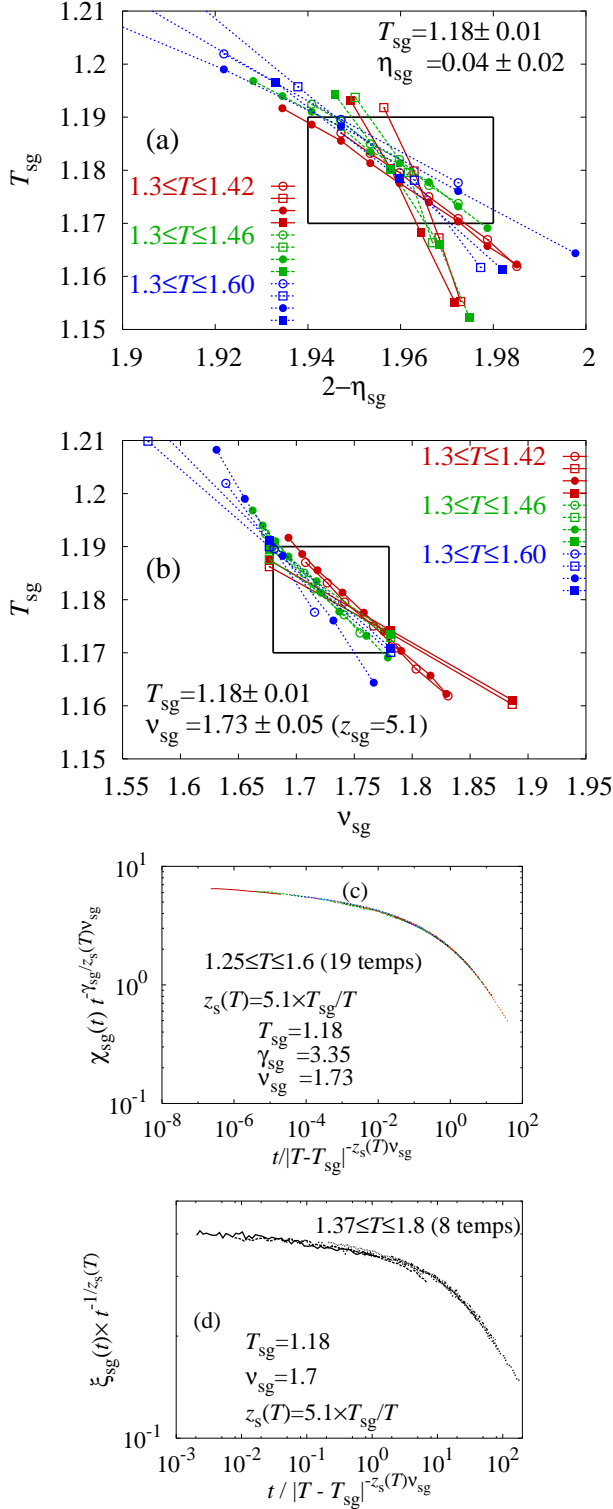 1.21
1.2
1.19
1.18
1.17
1.16
1.15
T_sg
T_sg=1.18± 0.01
η_sg =0.04 ± 0.02
(a)
1.3≤T≤1.42
1.3≤T≤1.46
1.3≤T≤1.60
1.9 1.92 1.94 1.96 1.98 2
2−η_sg
1.21
1.2
1.19
1.18
1.17
1.16
1.15
T_sg
1.3≤T≤1.42
1.3≤T≤1.46
1.3≤T≤1.60
(b)
T_sg=1.18± 0.01
ν_sg =1.73 ± 0.05 (z_sg=5.1)
1.55 1.6 1.65 1.7 1.75 1.8 1.85 1.9 1.95
ν_sg
10^1
10^0
10^-1
χ_sg(t) t^-γ_sg/z_s(T)ν_sg
(c)
1.25≤T≤1.6 (19 temps)
z_s(T)=5.1×T_sg/T
T_sg=1.18
γ_sg =3.35
ν_sg =1.73
10^-8 10^-6 10^-4 10^-2 10^0 10^2
t/|T-T_sg|^-z_s(T)ν_sg
10^-1
ξ_sg(t)× t^-1/z_s(T)
1.37≤T≤1.8 (8 temps)
(d)
T_sg=1.18
ν_sg=1.7
z_s(T)=5.1×T_sg/T
10^-3 10^-2 10^-1 10^0 10^1 10^2
t / |T - T_sg|^-z_s(T)ν_sg